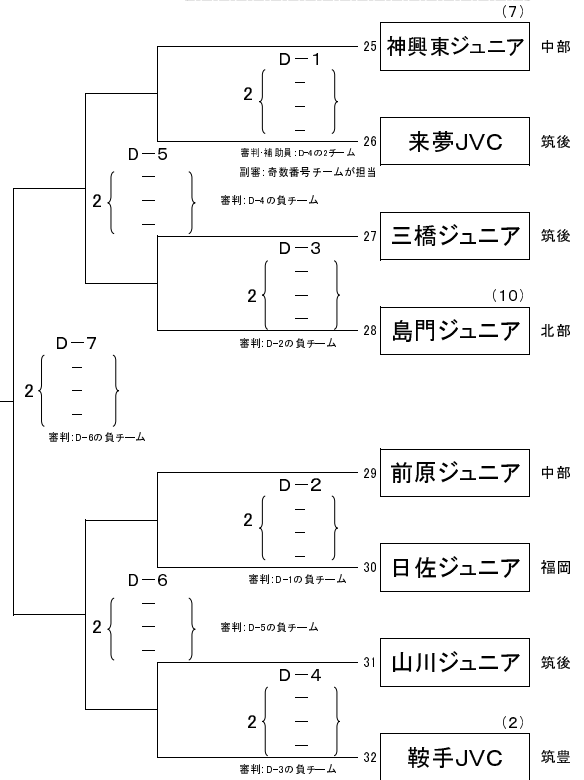 (7)
25 神興東ジュニア 中部
D－1
2
－
－
－
26 来夢JVC 筑後
審判・補助員：D-4の2チーム
副審：奇数番号チームが担当
D－5
2
－
－
－
審判：D-4の負チーム
27 三橋ジュニア 筑後
D－3
2
－
－
－
(10)
28 島門ジュニア 北部
審判：D-2の負チーム
D－7
2
－
－
－
審判：D-6の負チーム
29 前原ジュニア 中部
D－2
2
－
－
－
30 日佐ジュニア 福岡
審判：D-1の負チーム
D－6
2
－
－
－
審判：D-5の負チーム
31 山川ジュニア 筑後
D－4
2
－
－
－
(2)
32 鞍手JVC 筑豊
審判：D-3の負チーム